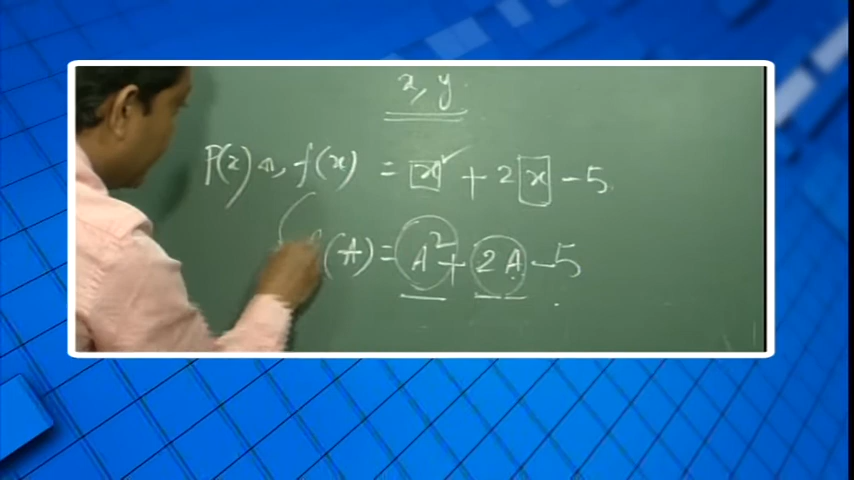 x, y
P(x) or, f(x) = x² + 2x - 5
f(A) = A² + 2A - 5